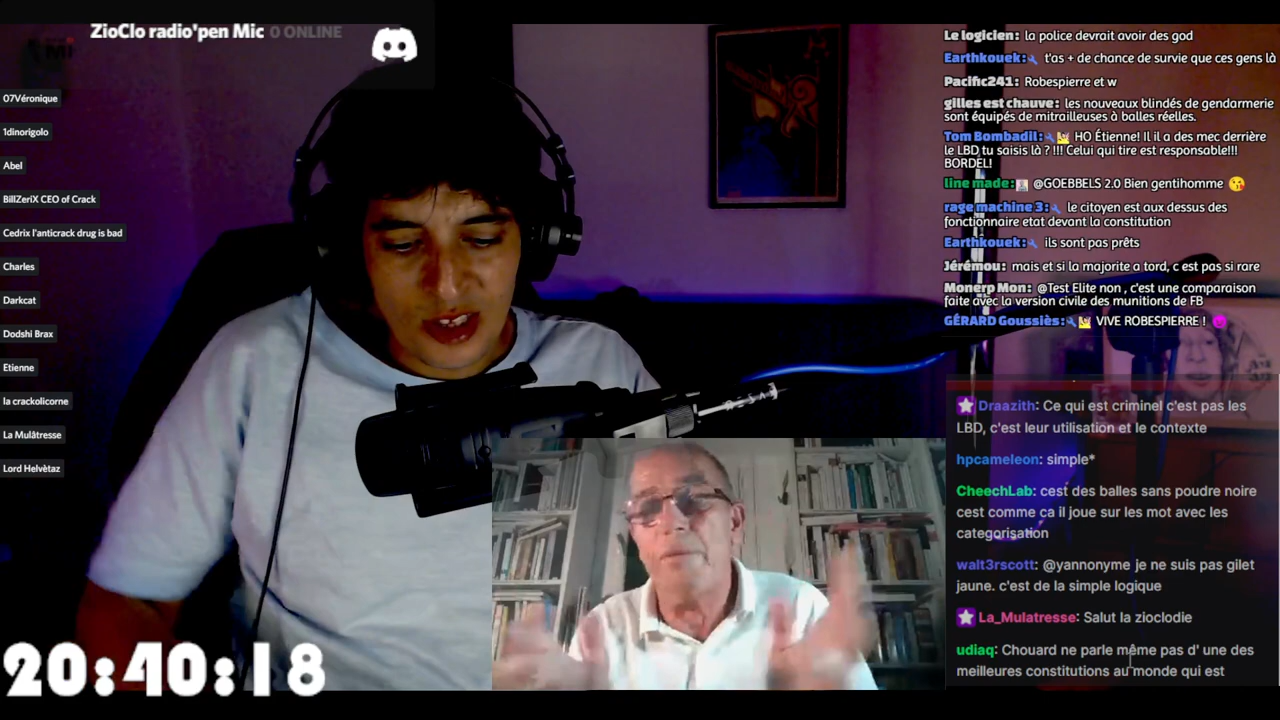 ZioClo radio'pen Mic 0 ONLINE
07Véronique
1dinorigolo
Abel
BillZeriX CEO of Crack
Cedrix l'anticrack drug is bad
Charles
Darkcat
Dodshi Brax
Etienne
la crackolicorne
La Mulâtresse
Lord Helvètaz
20:40:18
Le logicien: la police devrait avoir des god
Earthkouek: t'as + de chance de survie que ces gens là
Pacific241: Robespierre et w
gilles est chauve: les nouveaux blindés de gendarmerie
sont équipés de mitrailleuses à balles réelles.
Tom Bombadil: HO Étienne! Il il a des mec derrière
le LBD tu saisis là ? !!! Celui qui tire est responsable!!!
BORDEL!
line made: @GOEBBELS 2.0 Bien gentihomme
rage machine 3: le citoyen est aux dessus des
fonctionnaire etat devant la constitution
Earthkouek: ils sont pas prêts
Jérémou: mais et si la majorite a tord, c est pas si rare
Monerp Mon: @Test Elite non , c'est une comparaison
faite avec la version civile des munitions de FB
GÉRARD Goussiès: VIVE ROBESPIERRE !
Draazith: Ce qui est criminel c'est pas les
LBD, c'est leur utilisation et le contexte
hpcameleon: simple*
CheechLab: cest des balles sans poudre noire
cest comme ça il joue sur les mot avec les
categorisation
walt3rscott: @yannonyme je ne suis pas gilet
jaune. c'est de la simple logique
La_Mulatresse: Salut la zioclodie
udiaq: Chouard ne parle même pas d' une des
meilleures constitutions au monde qui est